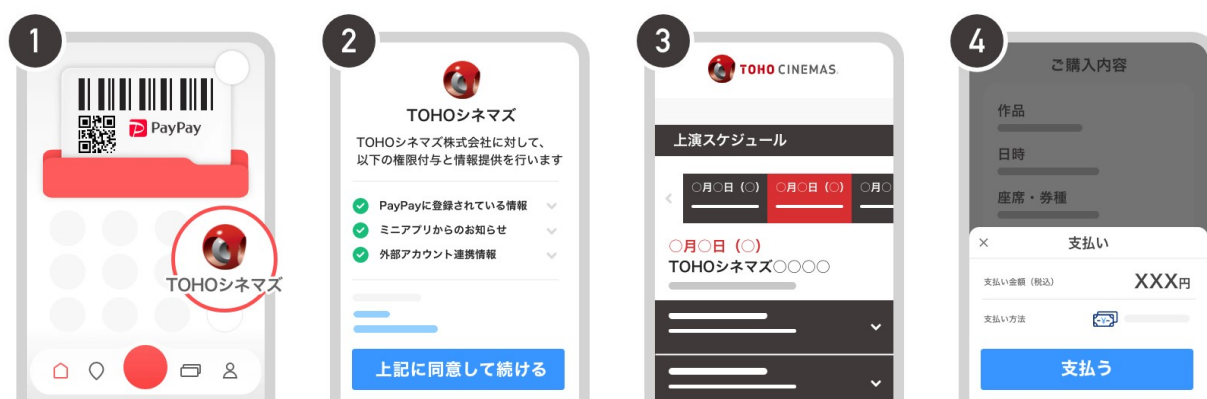 1
PayPay
TOHOシネマズ
2
TOHOシネマズ
TOHOシネマズ株式会社に対して、
以下の権限付与と情報提供を行います
PayPayに登録されている情報
ミニアプリからのお知らせ
外部アカウント連携情報
上記に同意して続ける
3
TOHO CINEMAS
上演スケジュール
○月○日（○）
○月○日（○）
○月○
○月○日（○）
TOHOシネマズ○○○○
4
ご購入内容
作品
日時
座席・券種
× 支払い
支払い金額（税込） XXX円
支払い方法
支払う